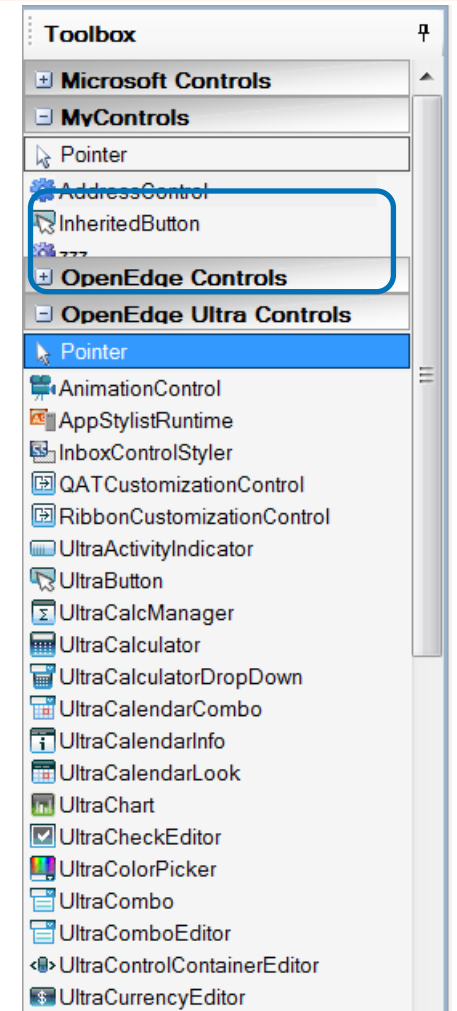 Toolbox
Microsoft Controls
MyControls
Pointer
AddressControl
InheritedButton
zzz
OpenEdge Controls
OpenEdge Ultra Controls
Pointer
AnimationControl
AppStylistRuntime
InboxControlStyler
QATCustomizationControl
RibbonCustomizationControl
UltraActivityIndicator
UltraButton
UltraCalcManager
UltraCalculator
UltraCalculatorDropDown
UltraCalendarCombo
UltraCalendarInfo
UltraCalendarLook
UltraChart
UltraCheckEditor
UltraColorPicker
UltraCombo
UltraComboEditor
UltraControlContainerEditor
UltraCurrencyEditor